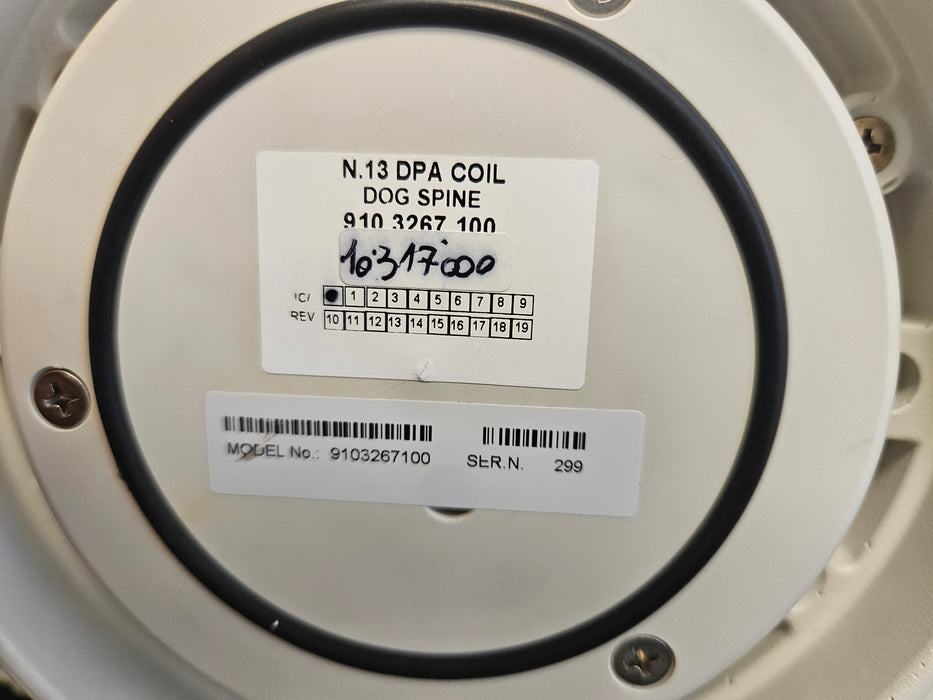 N.13 DPA COIL
DOG SPINE
910 3267 100
10317000
1 2 3 4 5 6 7 8 9
REV 10 11 12 13 14 15 16 17 18 19
MODEL No.: 9103267100 SER.N. 299